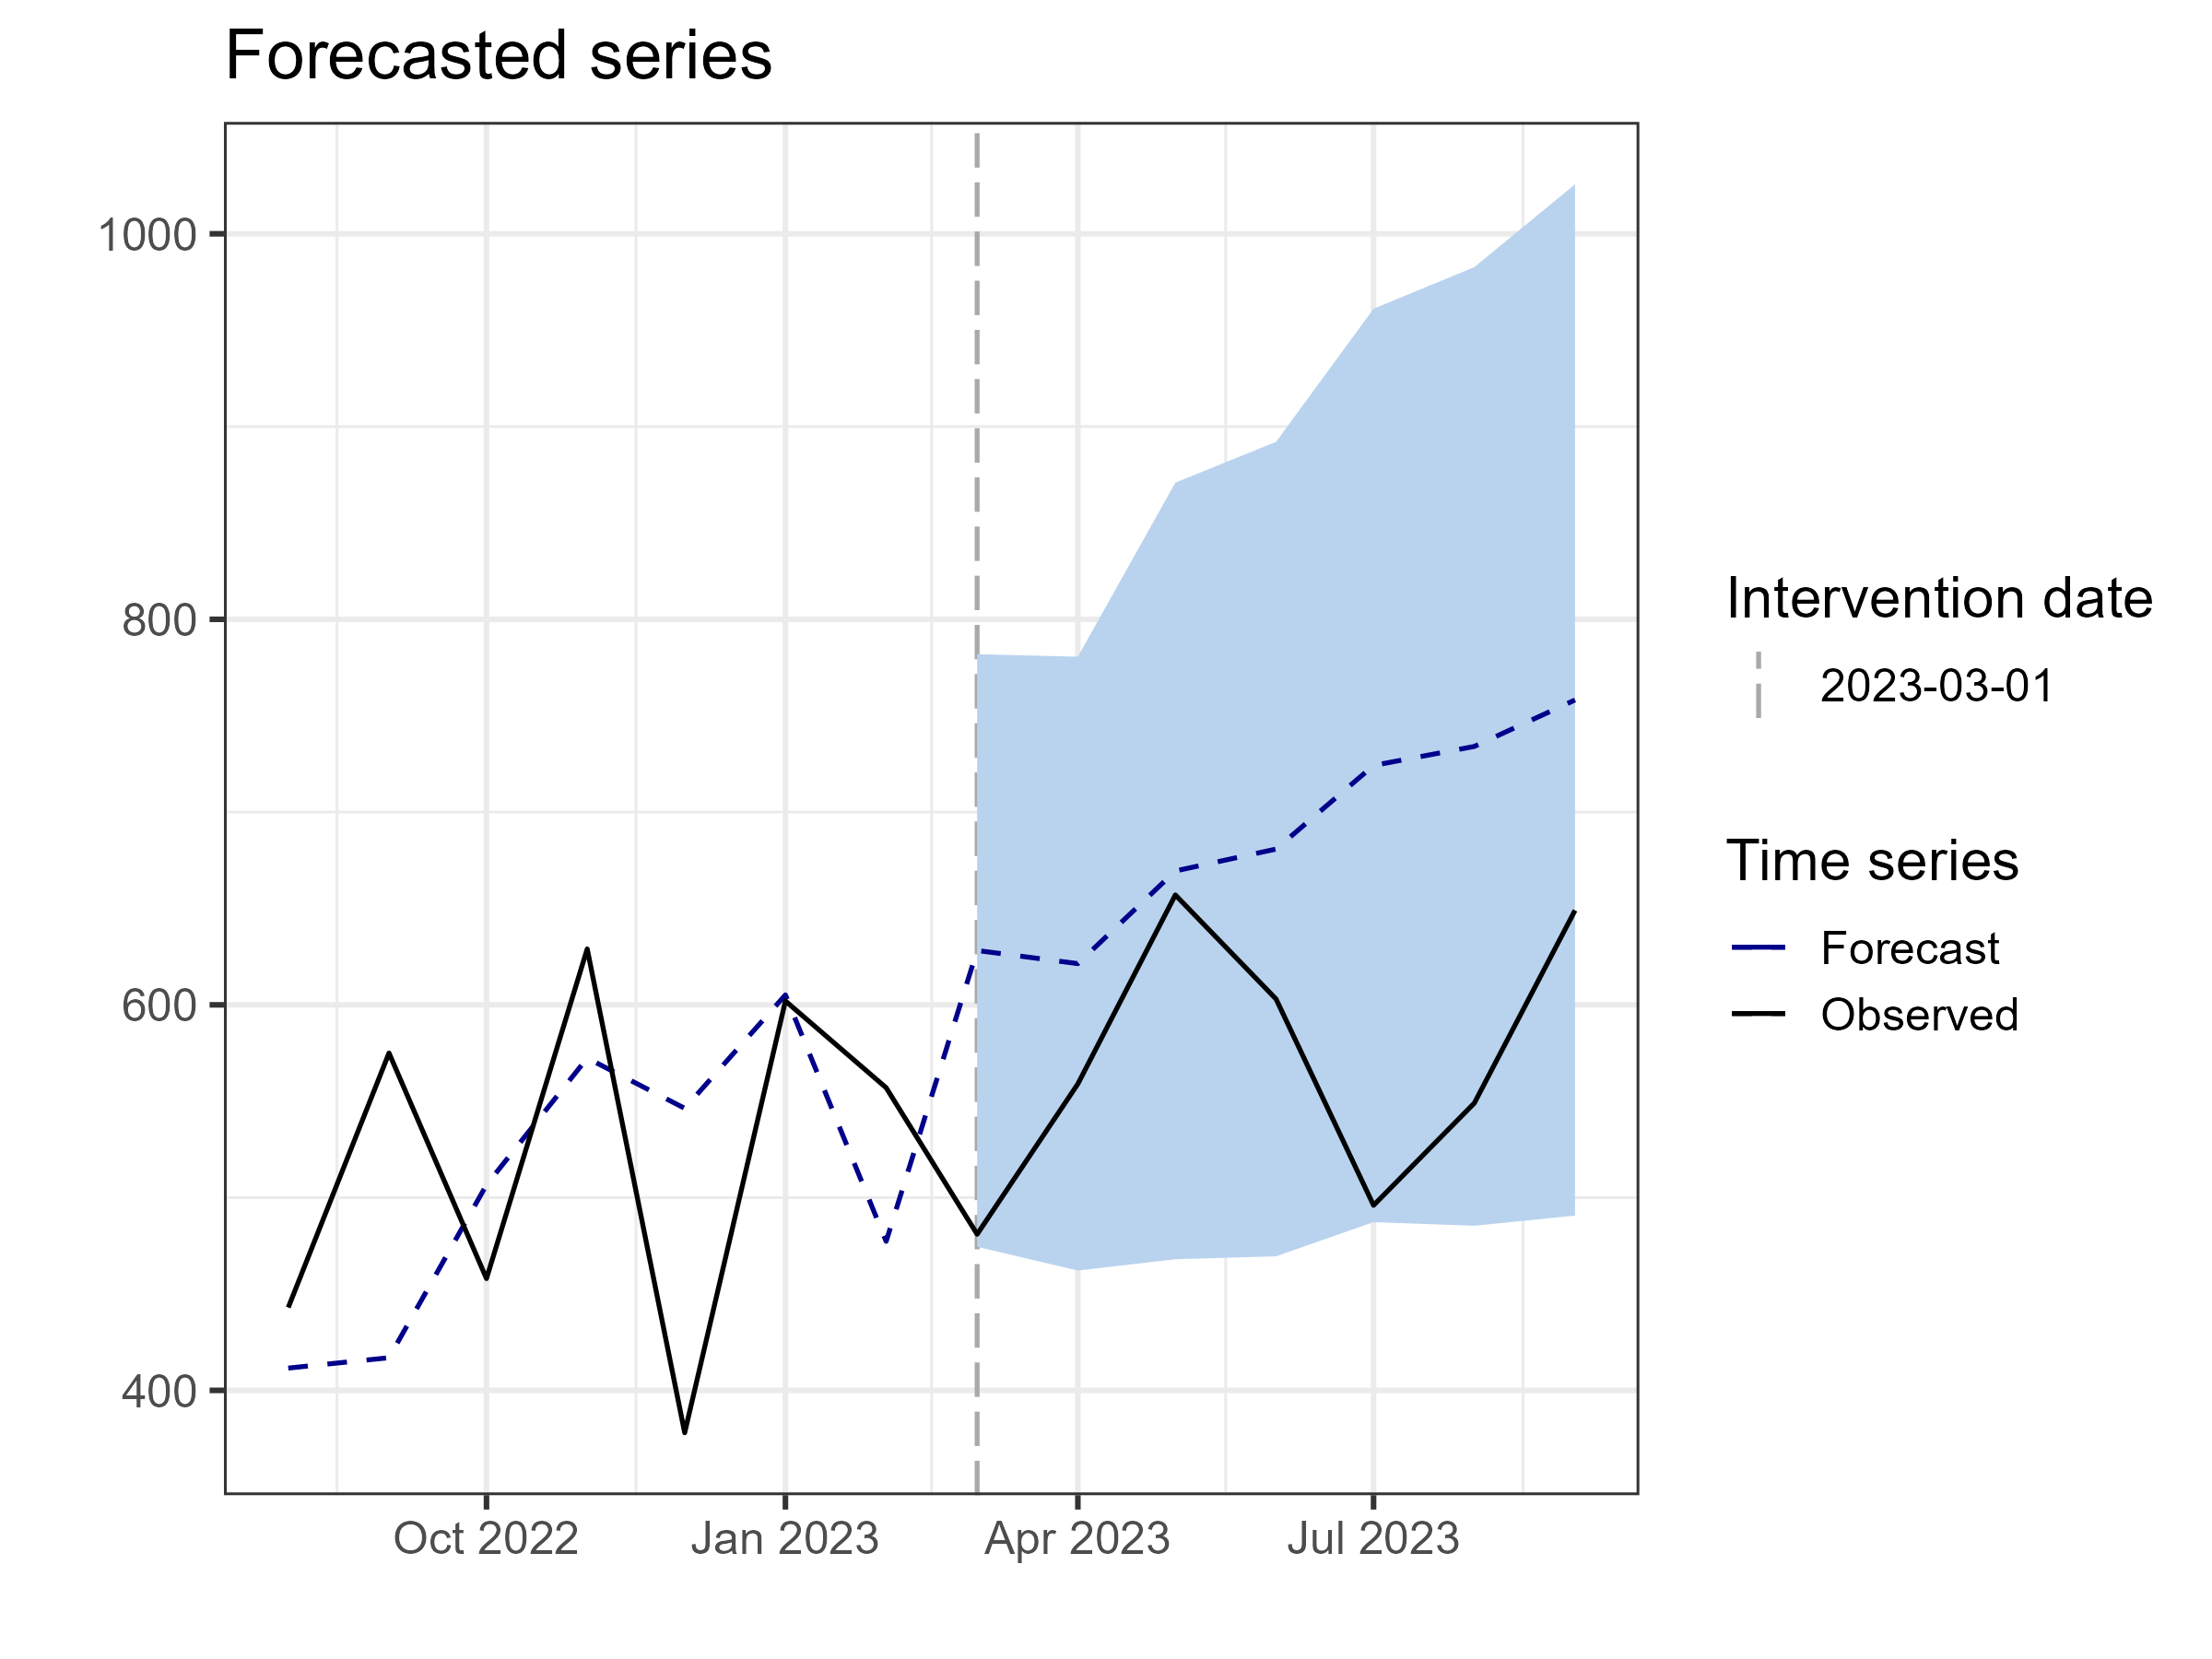 Forecasted series
1000
800
600
400
Oct 2022
Jan 2023
Apr 2023
Jul 2023
Intervention date
2023-03-01
Time series
Forecast
Observed